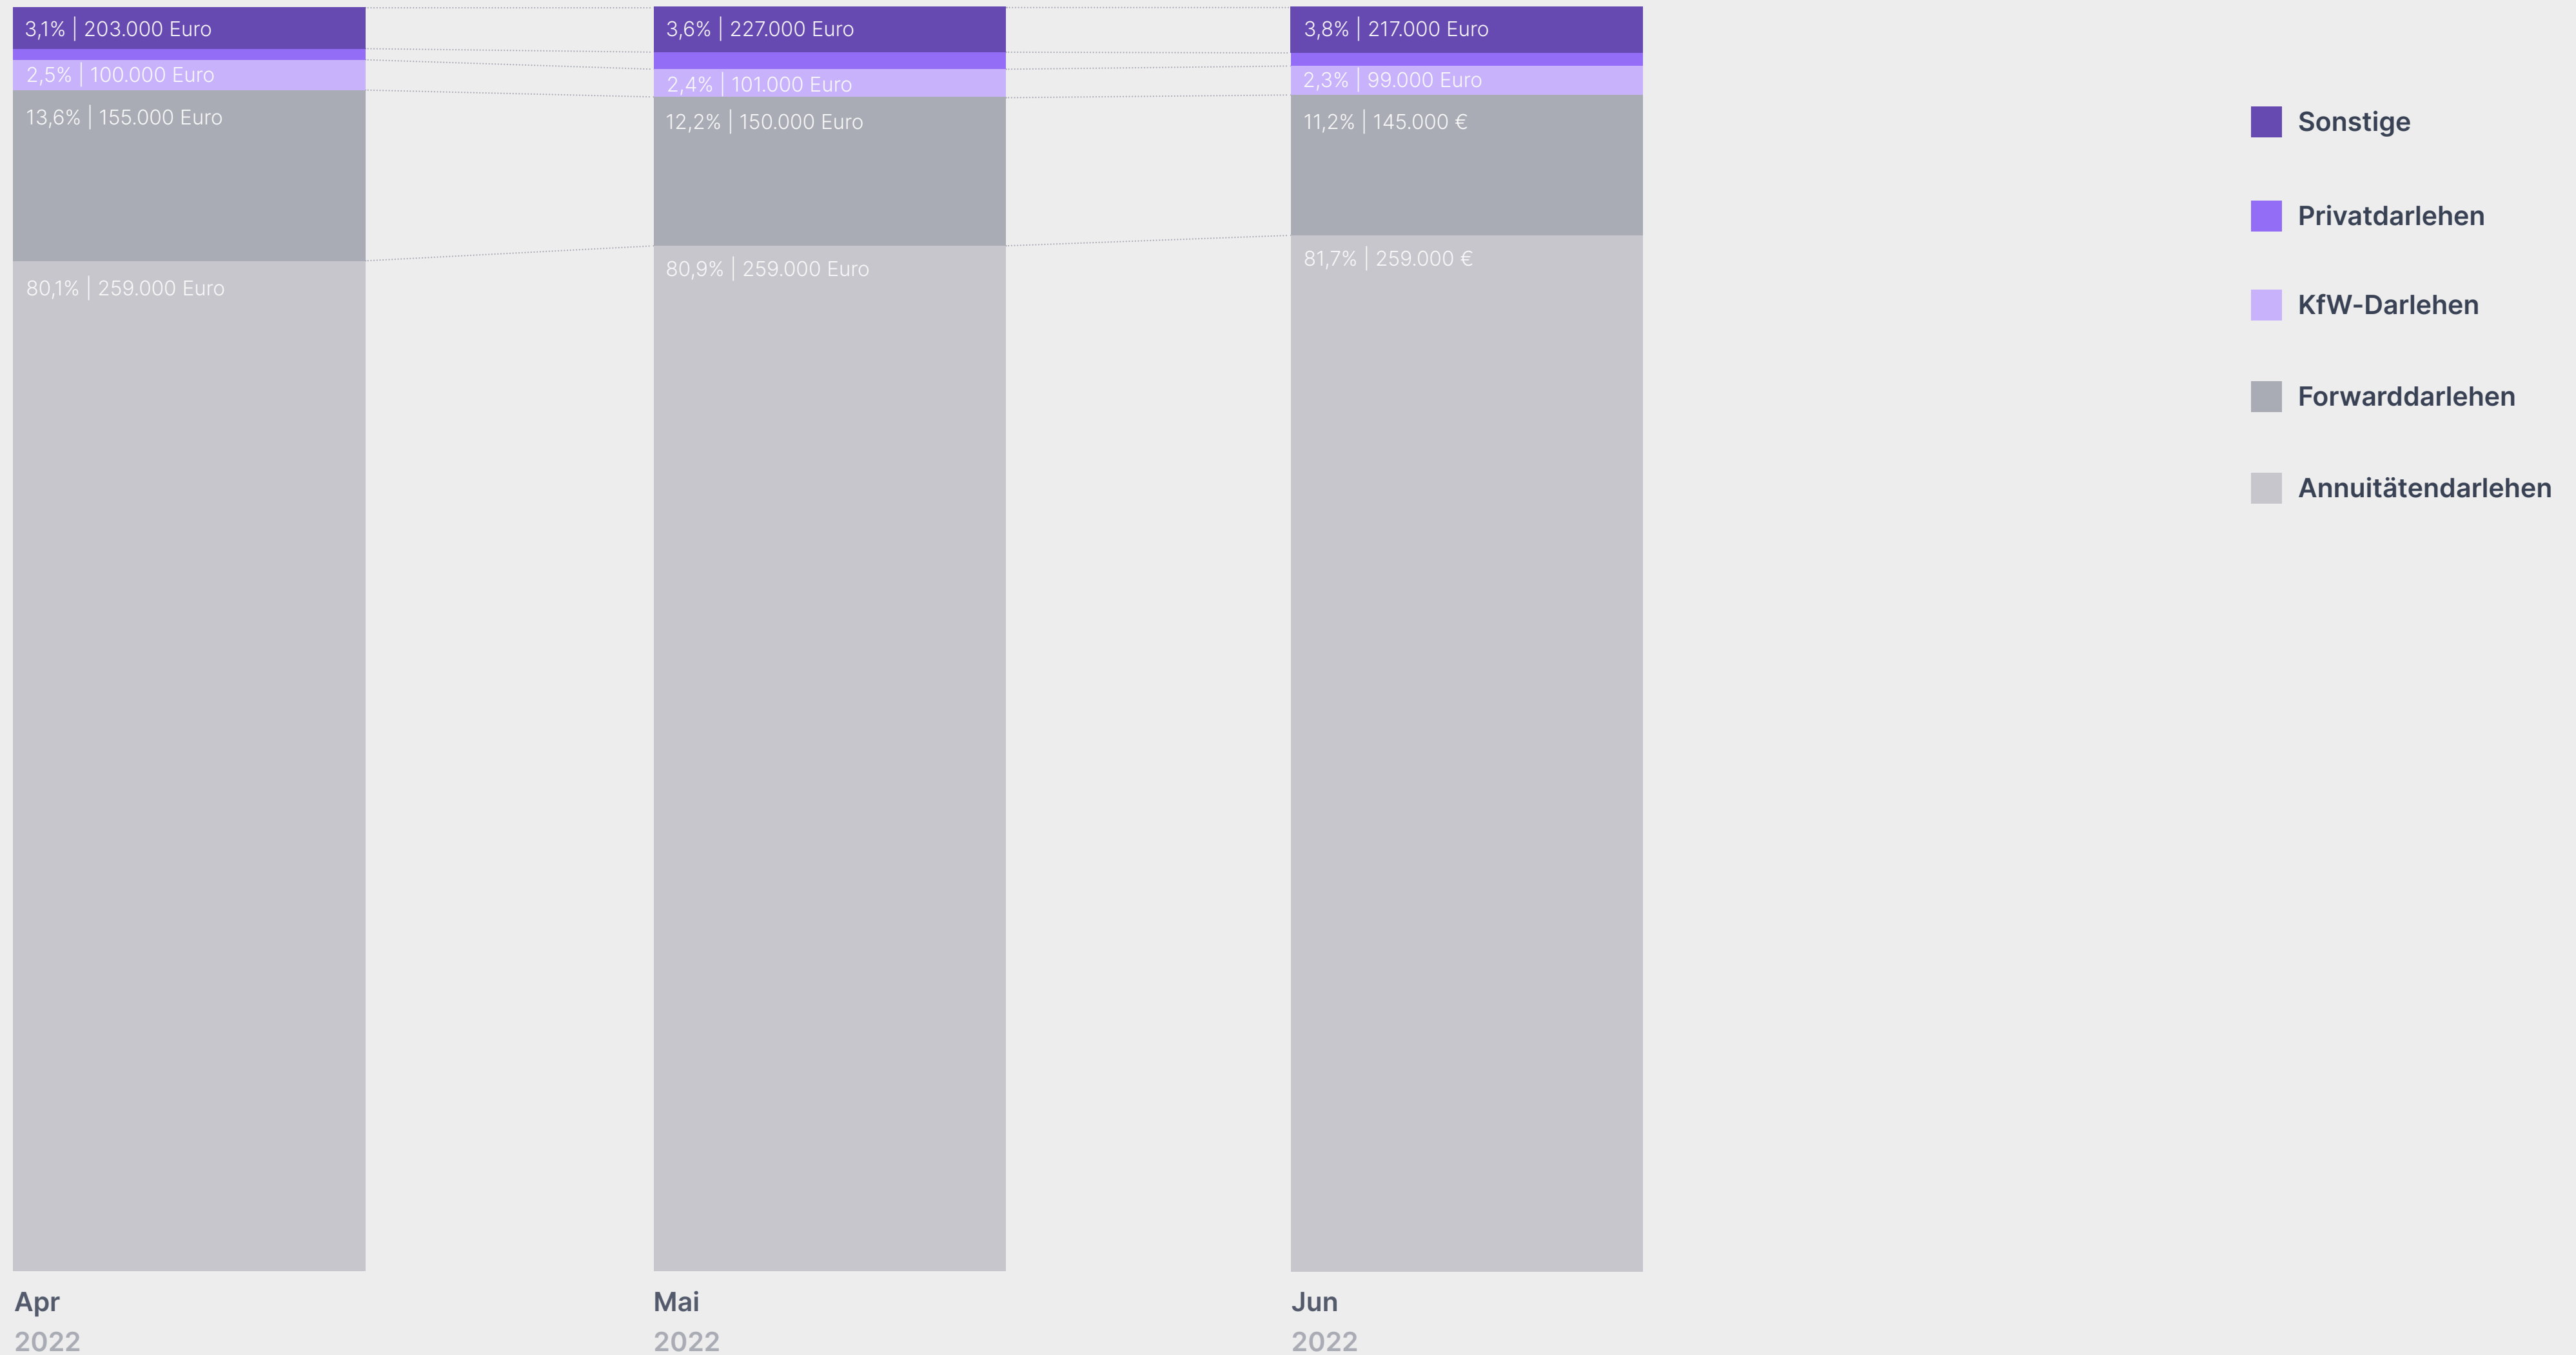 3,1% | 203.000 Euro
2,5% | 100.000 Euro
13,6% | 155.000 Euro
80,1% | 259.000 Euro
Apr
2022
3,6% | 227.000 Euro
2,4% | 101.000 Euro
12,2% | 150.000 Euro
80,9% | 259.000 Euro
Mai
2022
3,8% | 217.000 Euro
2,3% | 99.000 Euro
11,2% | 145.000 €
81,7% | 259.000 €
Jun
2022
Sonstige
Privatdarlehen
KfW-Darlehen
Forwarddarlehen
Annuitätendarlehen